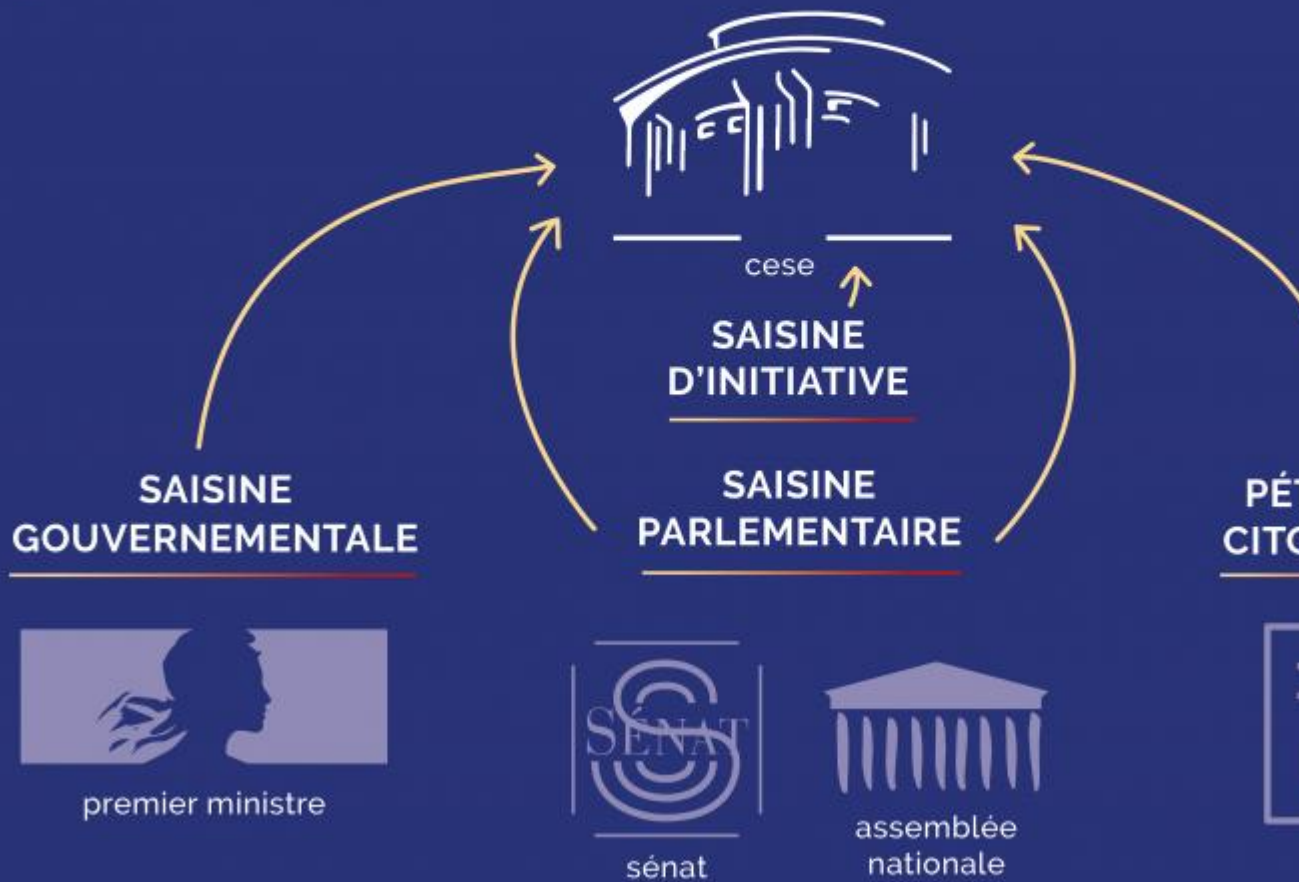 cese
SAISINE
D'INITIATIVE
SAISINE
GOUVERNEMENTALE
SAISINE
PARLEMENTAIRE
premier ministre
SÉNAT
sénat
assemblée
nationale